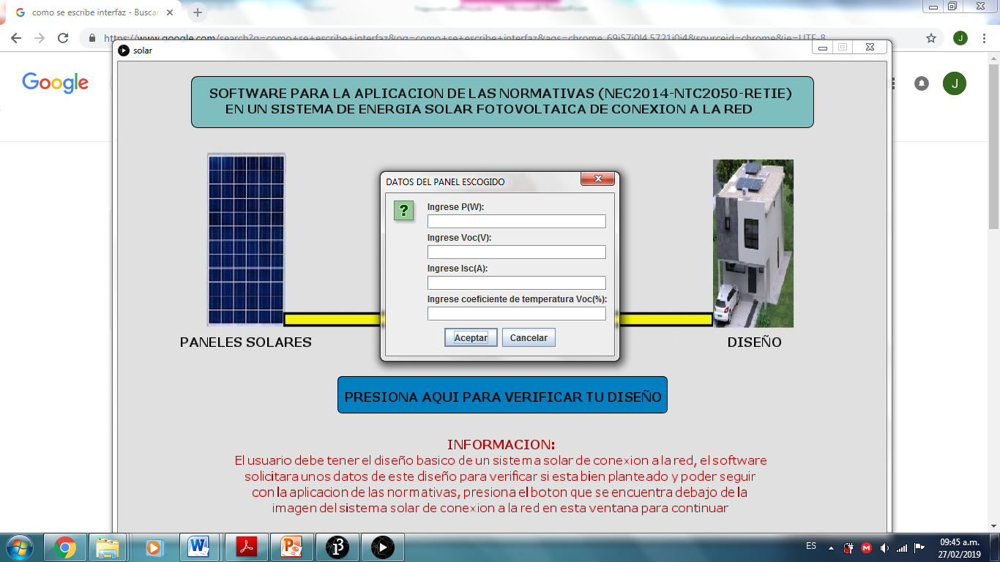 como se escribe interfaz - Buscar
https://www.google.com/search?q=como+se+escribe+interfaz&oq=como+se+escribe+interfaz&aqs=chrome
J
solar
Google
J
SOFTWARE PARA LA APLICACION DE LAS NORMATIVAS (NEC2014-NTC2050-RETIE)
EN UN SISTEMA DE ENERGIA SOLAR FOTOVOLTAICA DE CONEXION A LA RED
DATOS DEL PANEL ESCOGIDO
?
Ingrese P(W):
Ingrese Voc(V):
Ingrese Isc(A):
Ingrese coeficiente de temperatura Voc(%):
Aceptar
Cancelar
PANELES SOLARES
DISEÑO
PRESIONA AQUI PARA VERIFICAR TU DISEÑO
INFORMACION:
El usuario debe tener el diseño basico de un sistema solar de conexion a la red, el software
solicitara unos datos de este diseño para verificar si esta bien planteado y poder seguir
con la aplicacion de las normativas, presiona el boton que se encuentra debajo de la
imagen del sistema solar de conexion a la red en esta ventana para continuar
ES
09:45 a.m.
27/02/2019